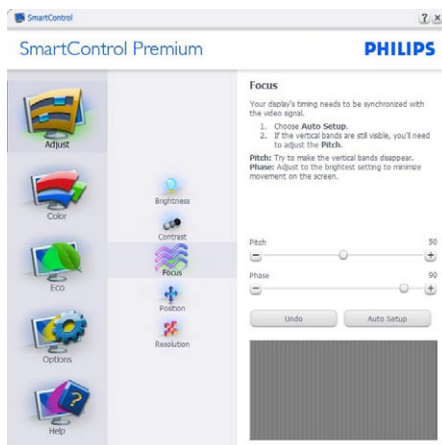 SmartControl
SmartControl Premium
PHILIPS
Adjust
Color
Eco
Options
Help
Brightness
Contrast
Focus
Position
Resolution
Focus
Your display's timing needs to be synchronized with
the video signal.
1. Choose Auto Setup.
2. If the vertical bands are still visible, you'll need
to adjust the Pitch.
Pitch: Try to make the vertical bands disappear.
Phase: Adjust to the brightest setting to minimize
movement on the screen.
Pitch 50
Phase 90
Undo Auto Setup